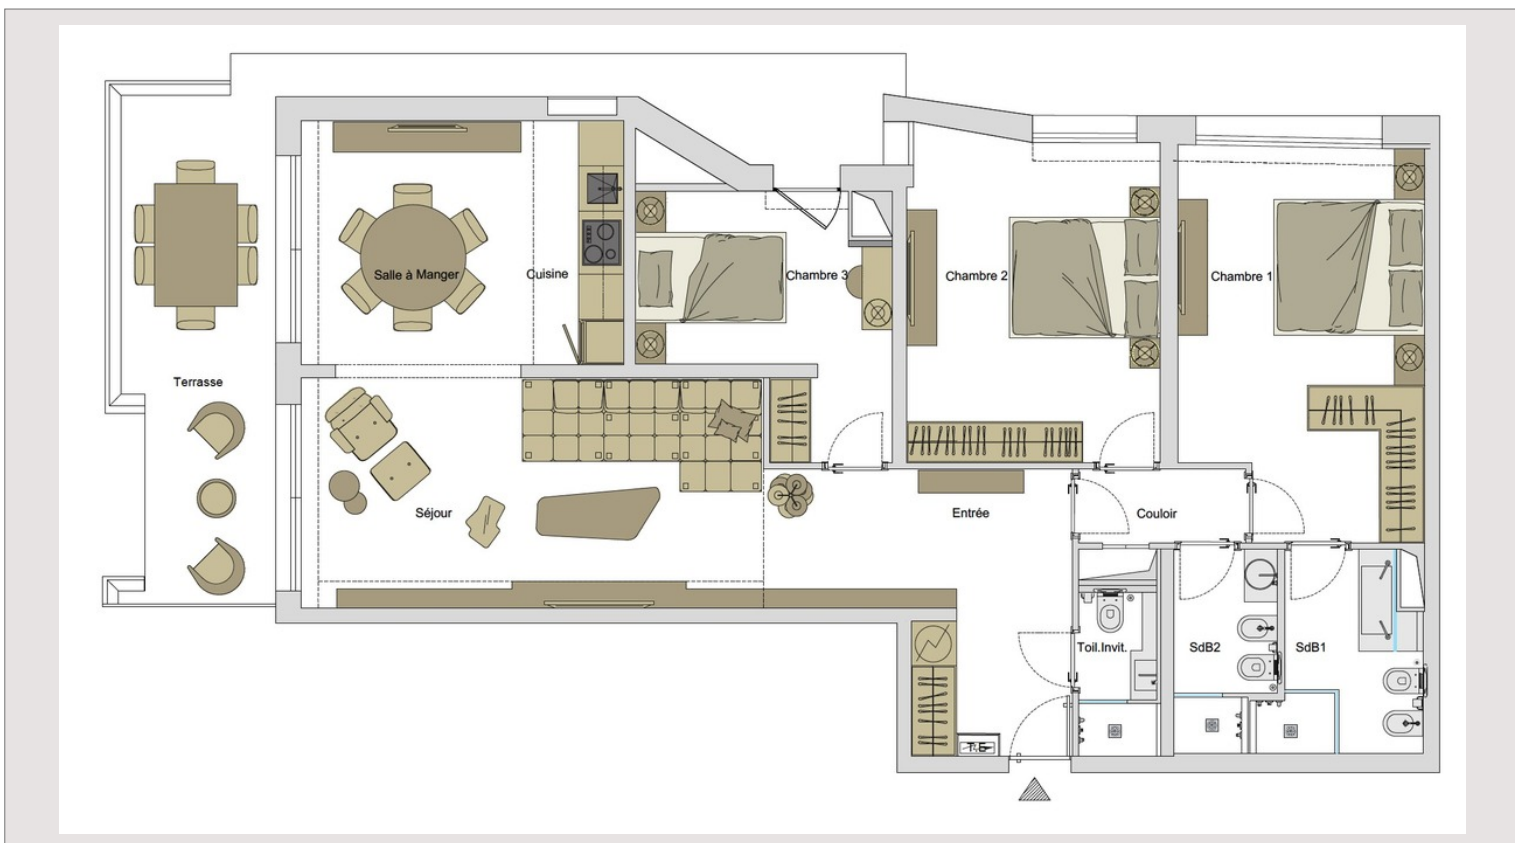 Salle à Manger
Cuisine
Chambre 3
Chambre 2
Chambre 1
Terrasse
Séjour
Entrée
Couloir
Toil.Invit.
SdB2
SdB1